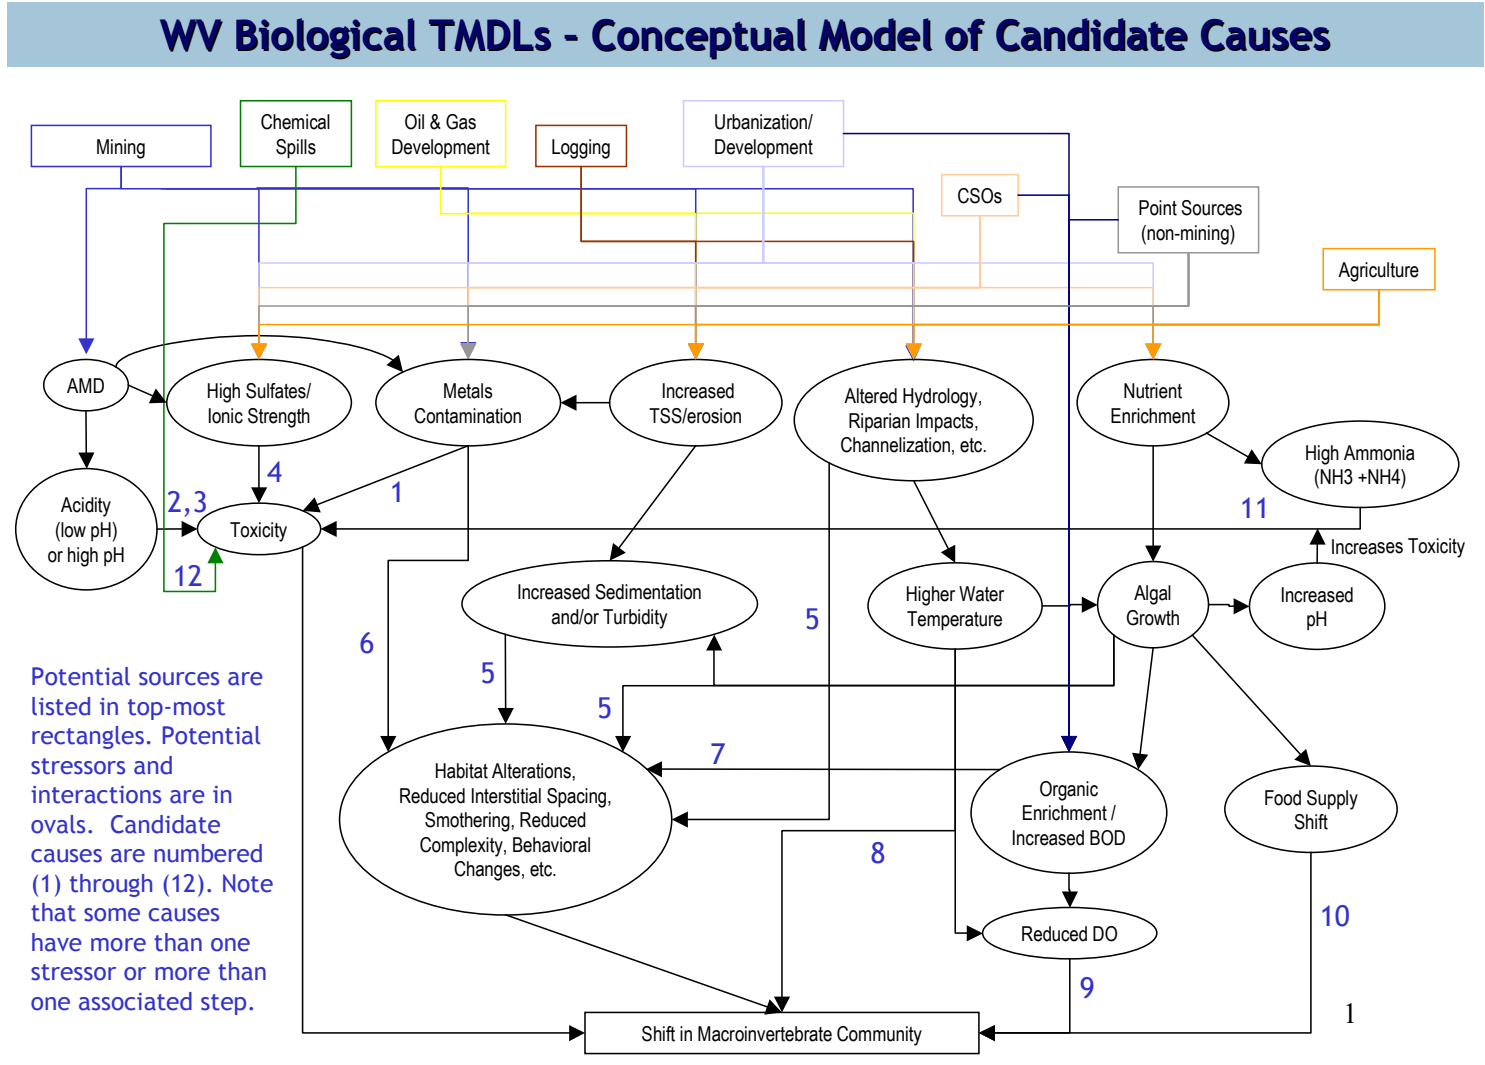 WV Biological TMDLs – Conceptual Model of Candidate Causes
Mining
Chemical
Spills
Oil & Gas
Development
Logging
Urbanization/
Development
CSOs
Point Sources
(non-mining)
Agriculture
AMD
High Sulfates/
Ionic Strength
Metals
Contamination
Increased
TSS/erosion
Altered Hydrology,
Riparian Impacts,
Channelization, etc.
Nutrient
Enrichment
High Ammonia
(NH3 +NH4)
Acidity
(low pH)
or high pH
2,3
4
1
Toxicity
11
12
Increases Toxicity
Increased Sedimentation
and/or Turbidity
Higher Water
Temperature
Algal
Growth
Increased
pH
6
5
5
5
7
Potential sources are
listed in top-most
rectangles. Potential
stressors and
interactions are in
ovals. Candidate
causes are numbered
(1) through (12). Note
that some causes
have more than one
stressor or more than
one associated step.
Habitat Alterations,
Reduced Interstitial Spacing,
Smothering, Reduced
Complexity, Behavioral
Changes, etc.
Organic
Enrichment /
Increased BOD
Food Supply
Shift
8
10
Reduced DO
9
1
Shift in Macroinvertebrate Community